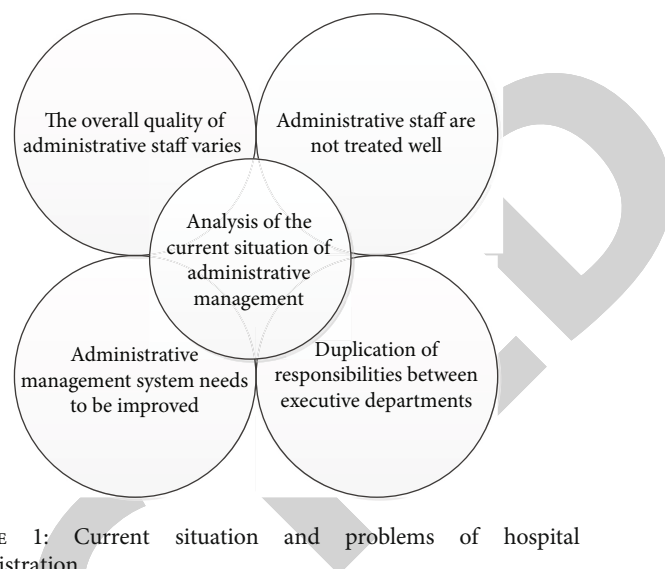 The overall quality of
administrative staff varies
Administrative staff are
not treated well
Analysis of the
current situation of
administrative
management
Administrative
management system needs
to be improved
Duplication of
responsibilities between
executive departments
E 1: Current situation and problems of hospital
istration